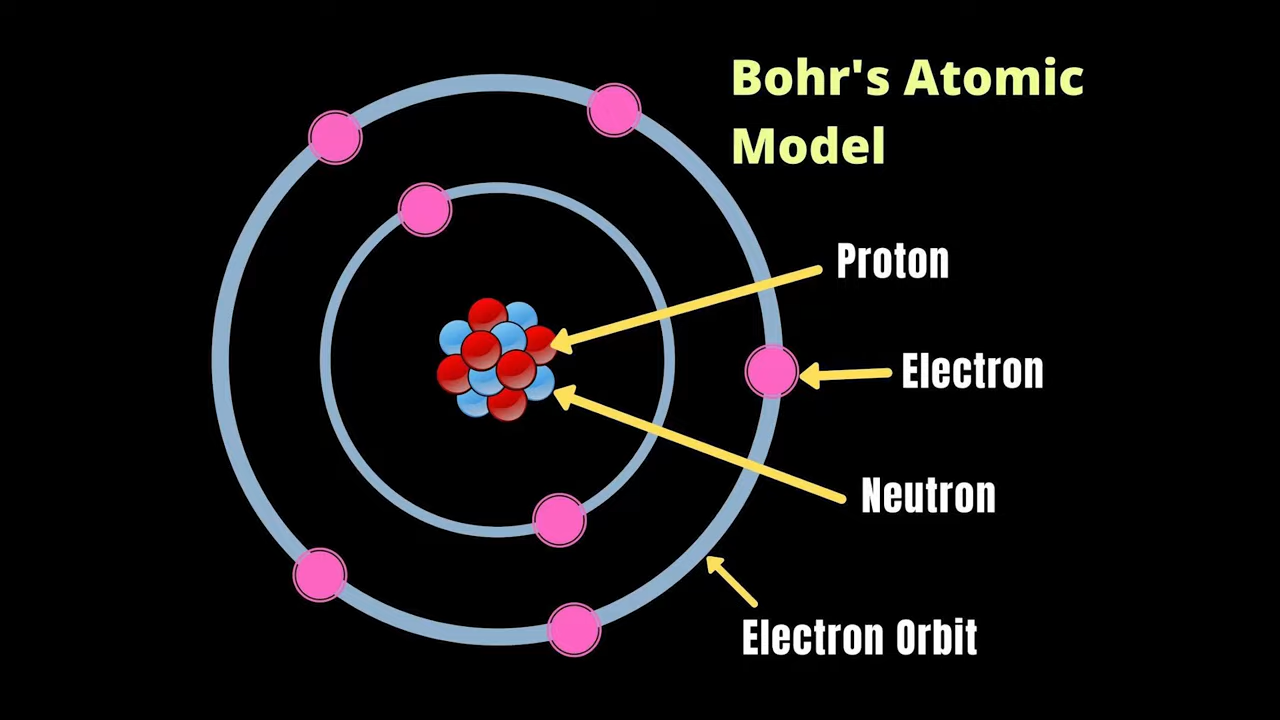 Bohr's Atomic
Model
Proton
Electron
Neutron
Electron Orbit